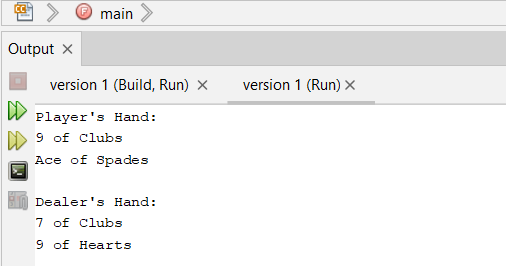 main
Output
version 1 (Build, Run) version 1 (Run)
Player's Hand:
9 of Clubs
Ace of Spades
Dealer's Hand:
7 of Clubs
9 of Hearts